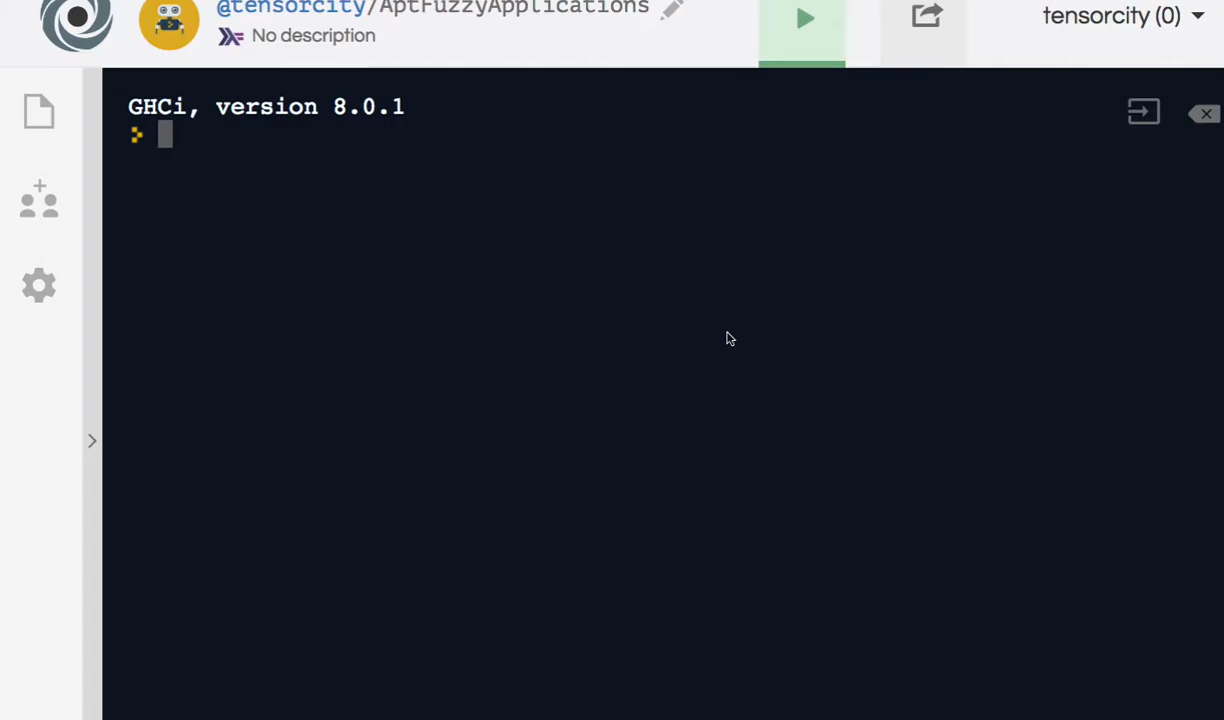 @tensorcity/AptFuzzyApplications
No description
tensorcity (0)
GHCi, version 8.0.1